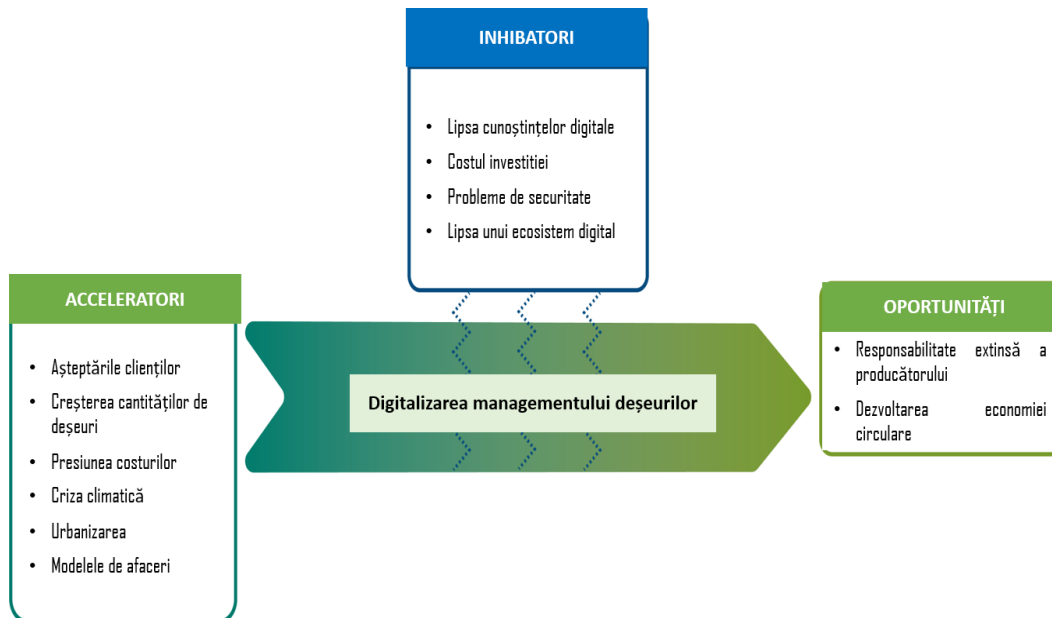 INHIBATORI
• Lipsa cunoștințelor digitale
• Costul investitiei
• Probleme de securitate
• Lipsa unui ecosistem digital
ACCELERATORI
• Așteptările clienților
• Creșterea cantităților de
deșeuri
• Presiunea costurilor
• Criza climatică
• Urbanizarea
• Modelele de afaceri
Digitalizarea managementului deșeurilor
OPORTUNITĂȚI
• Responsabilitate extinsă a
producătorului
• Dezvoltarea economiei
circulare